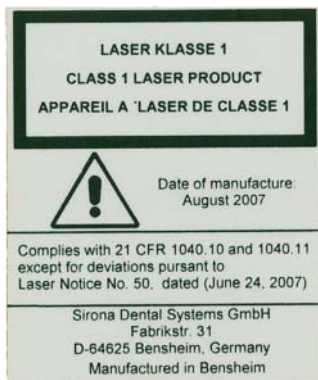 LASER KLASSE 1
CLASS 1 LASER PRODUCT
APPAREIL A ´LASER DE CLASSE 1
Date of manufacture:
August 2007
Complies with 21 CFR 1040.10 and 1040.11
except for deviations pursuant to
Laser Notice No. 50, dated (June 24, 2007)
Sirona Dental Systems GmbH
Fabrikstr. 31
D-64625 Bensheim, Germany
Manufactured in Bensheim